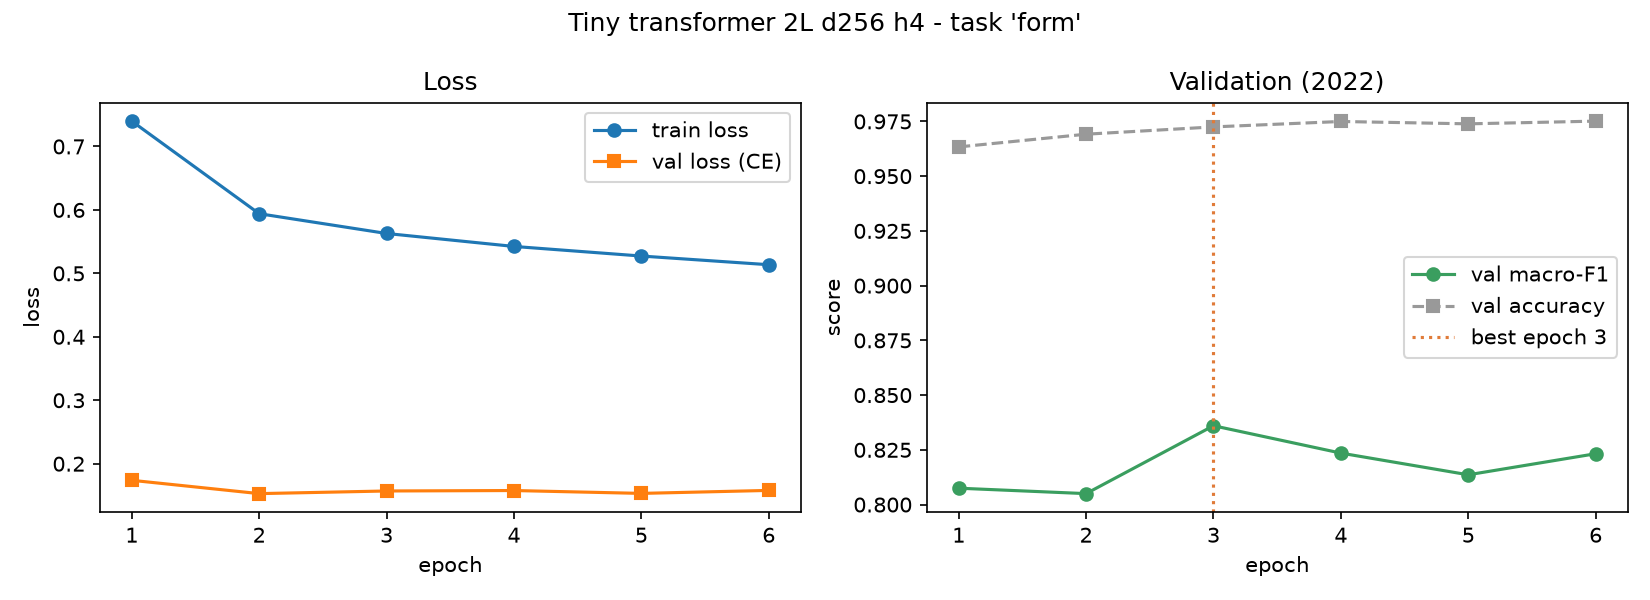 Tiny transformer 2L d256 h4 - task 'form'
Loss
train loss
val loss (CE)
loss
0.7
0.6
0.5
0.4
0.3
0.2
1 2 3 4 5 6
epoch
Validation (2022)
score
0.975
0.950
0.925
0.900
0.875
0.850
0.825
0.800
val macro-F1
val accuracy
best epoch 3
1 2 3 4 5 6
epoch